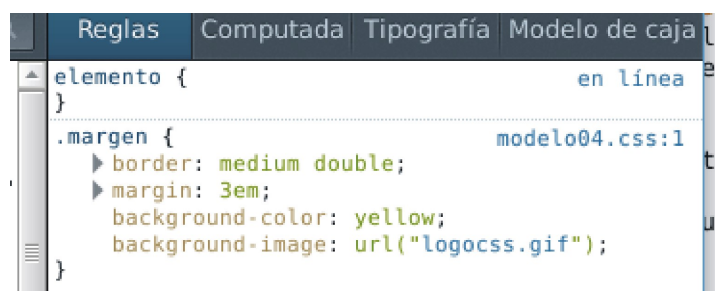 Reglas Computada Tipografía Modelo de caja
elemento { en línea
}
.margen { modelo04.css:1
border: medium double;
margin: 3em;
background-color: yellow;
background-image: url("logocss.gif");
}